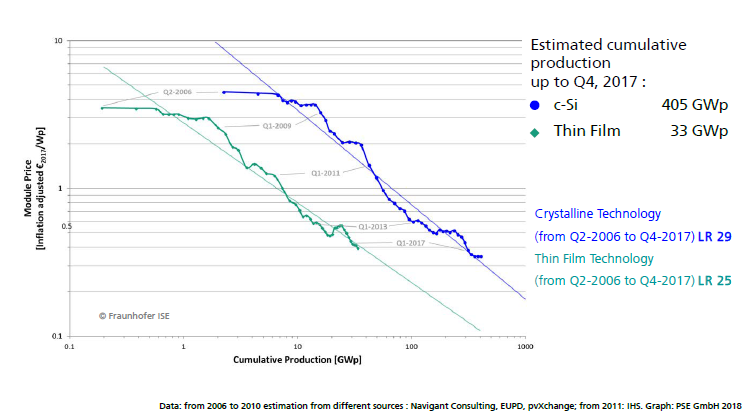 Estimated cumulative
production
up to Q4, 2017 :
c-Si 405 GWp
Thin Film 33 GWp
Crystalline Technology
(from Q2-2006 to Q4-2017) LR 29
Thin Film Technology
(from Q2-2006 to Q4-2017) LR 25
Module Price
[Inflation adjusted €2017/Wp]
10
1
0.5
0.1
Q2-2006
Q1-2009
Q1-2011
Q1-2013
Q1-2017
© Fraunhofer ISE
0.1 1 10 100 1000
Cumulative Production [GWp]
Data: from 2006 to 2010 estimation from different sources : Navigant Consulting, EUPD, pvXchange; from 2011: IHS. Graph: PSE GmbH 2018